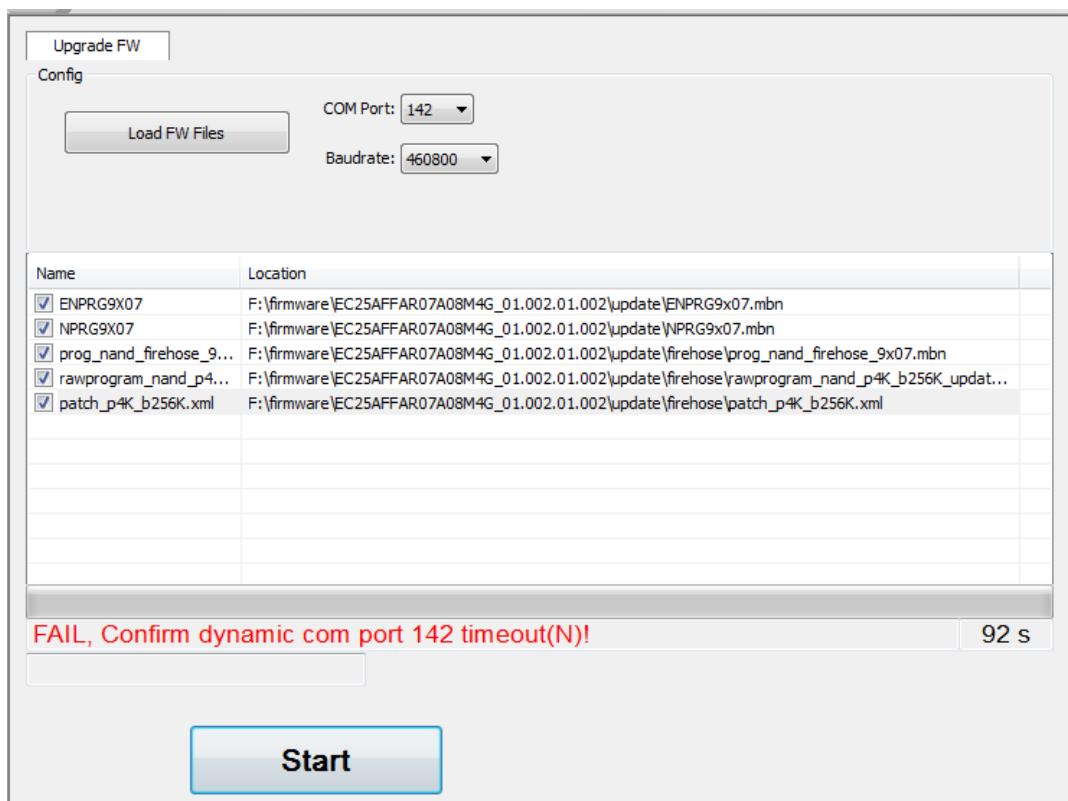 Upgrade FW
Config
Load FW Files
COM Port: 142
Baudrate: 460800
Name Location
ENPRG9X07 F:\firmware\EC25AFFAR07A08M4G_01.002.01.002\update\ENPRG9x07.mbn
NPRG9X07 F:\firmware\EC25AFFAR07A08M4G_01.002.01.002\update\NPRG9x07.mbn
prog_nand_firehose_9... F:\firmware\EC25AFFAR07A08M4G_01.002.01.002\update\firehose\prog_nand_firehose_9x07.mbn
rawprogram_nand_p4... F:\firmware\EC25AFFAR07A08M4G_01.002.01.002\update\firehose\rawprogram_nand_p4K_b256K_updat...
patch_p4K_b256K.xml F:\firmware\EC25AFFAR07A08M4G_01.002.01.002\update\firehose\patch_p4K_b256K.xml
FAIL, Confirm dynamic com port 142 timeout(N)! 92 s
Start